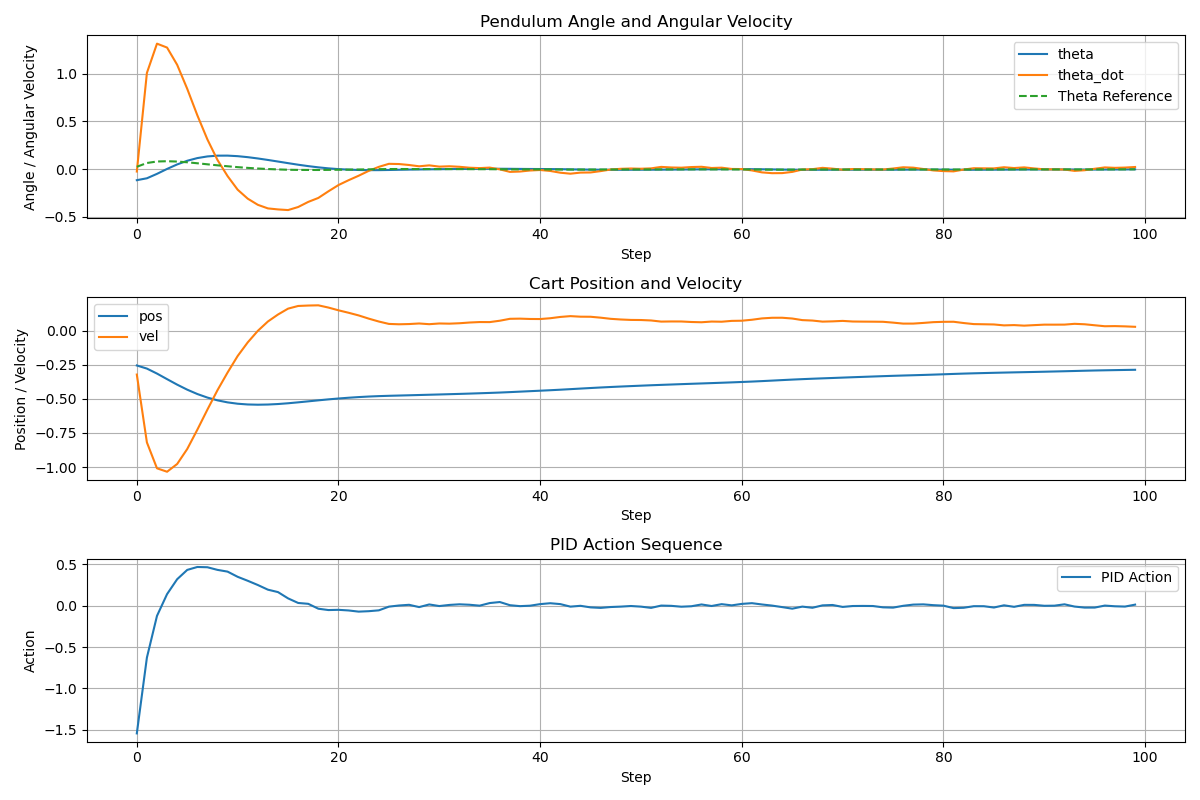 Pendulum Angle and Angular Velocity
Angle / Angular Velocity
1.0
0.5
0.0
−0.5
theta
theta_dot
Theta Reference
0
20
40
60
80
100
Step
Cart Position and Velocity
Position / Velocity
0.00
−0.25
−0.50
−0.75
−1.00
pos
vel
0
20
40
60
80
100
Step
PID Action Sequence
Action
0.5
0.0
−0.5
−1.0
−1.5
PID Action
0
20
40
60
80
100
Step